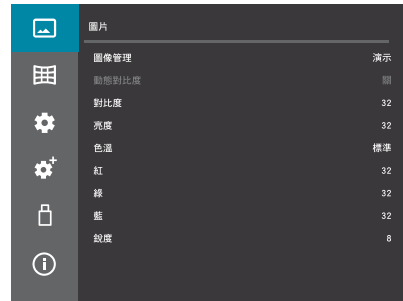 圖片
圖像管理 演示
動態對比度 關
對比度 32
亮度 32
色溫 標準
紅 32
綠 32
藍 32
銳度 8